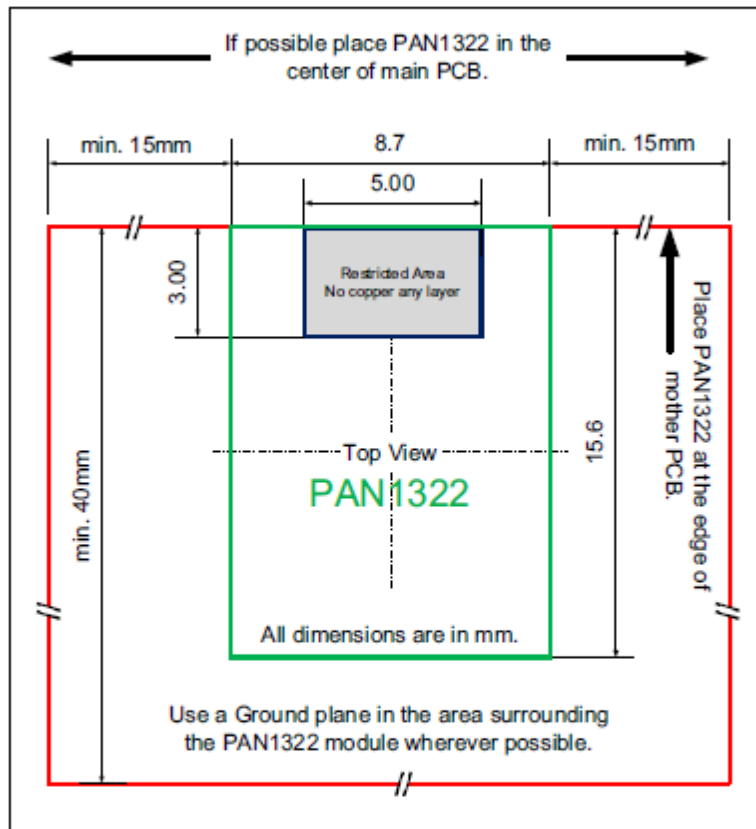 If possible place PAN1322 in the
center of main PCB.
min. 15mm
8.7
min. 15mm
5.00
3.00
Restricted Area
No copper any layer
Place PAN1322 at the edge of
mother PCB.
15.6
min. 40mm
Top View
PAN1322
All dimensions are in mm.
Use a Ground plane in the area surrounding
the PAN1322 module wherever possible.